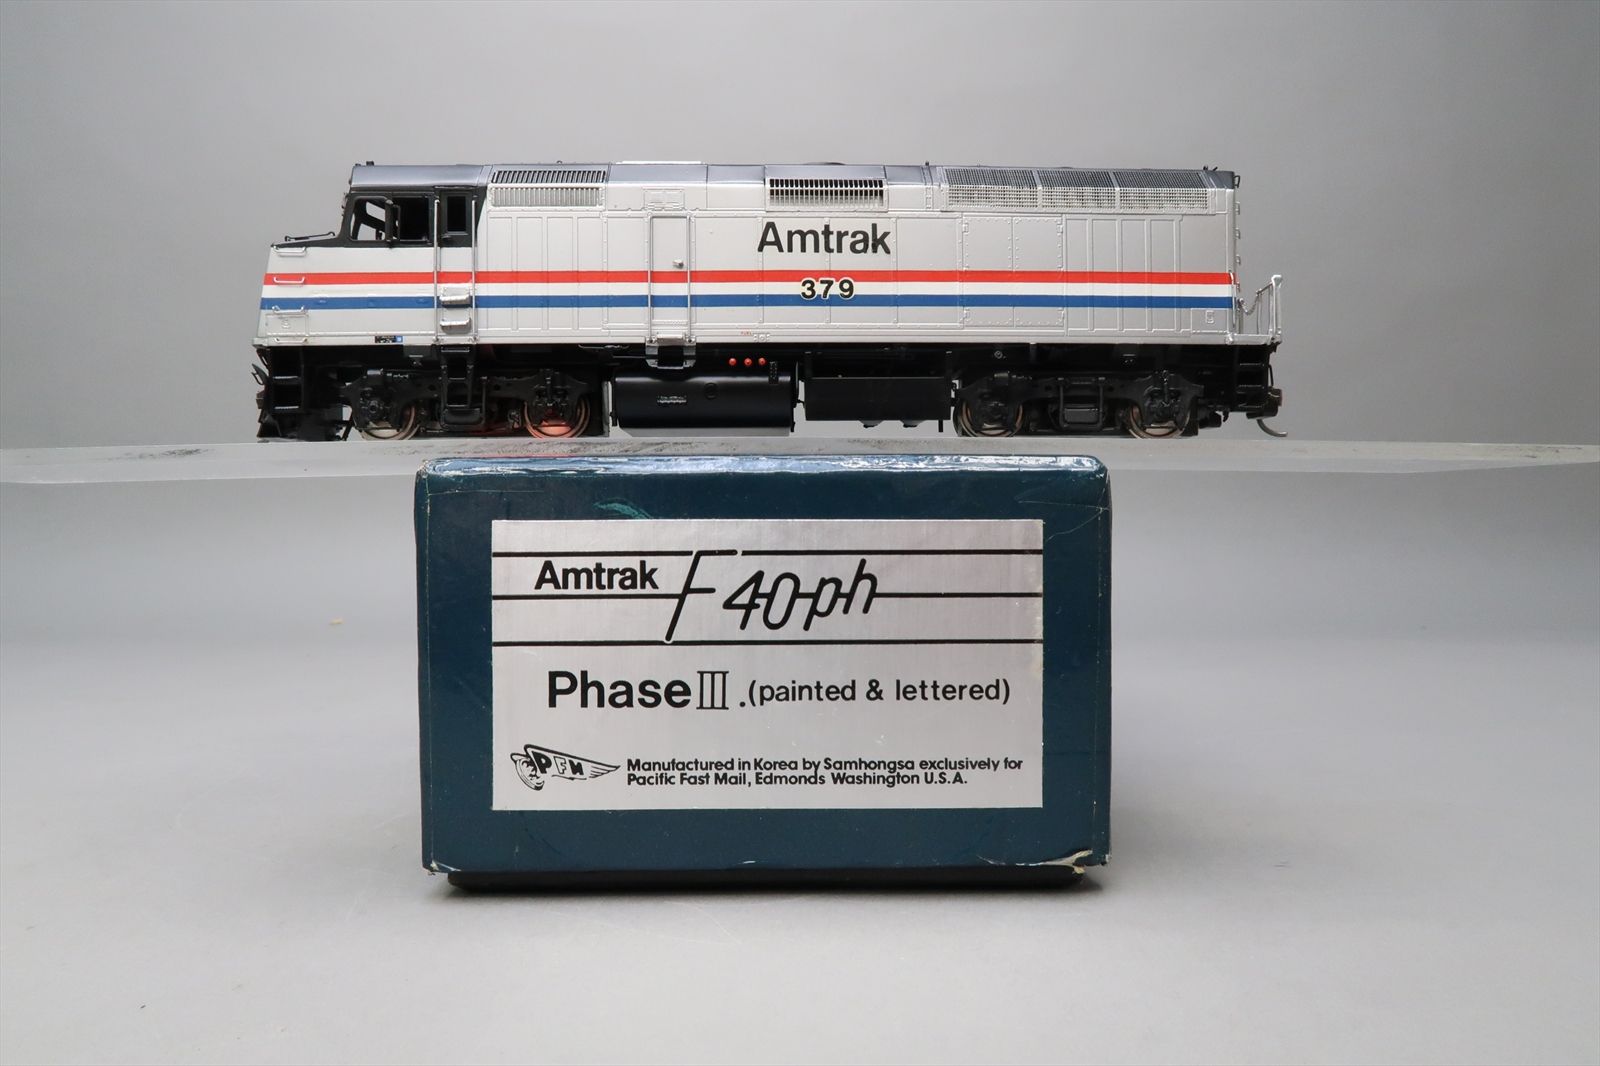 Amtrak
379
Amtrak F40ph
Phase III. (painted & lettered)
PFM
Manufactured in Korea by Samhongsa exclusively for
Pacific Fast Mail, Edmonds Washington U.S.A.